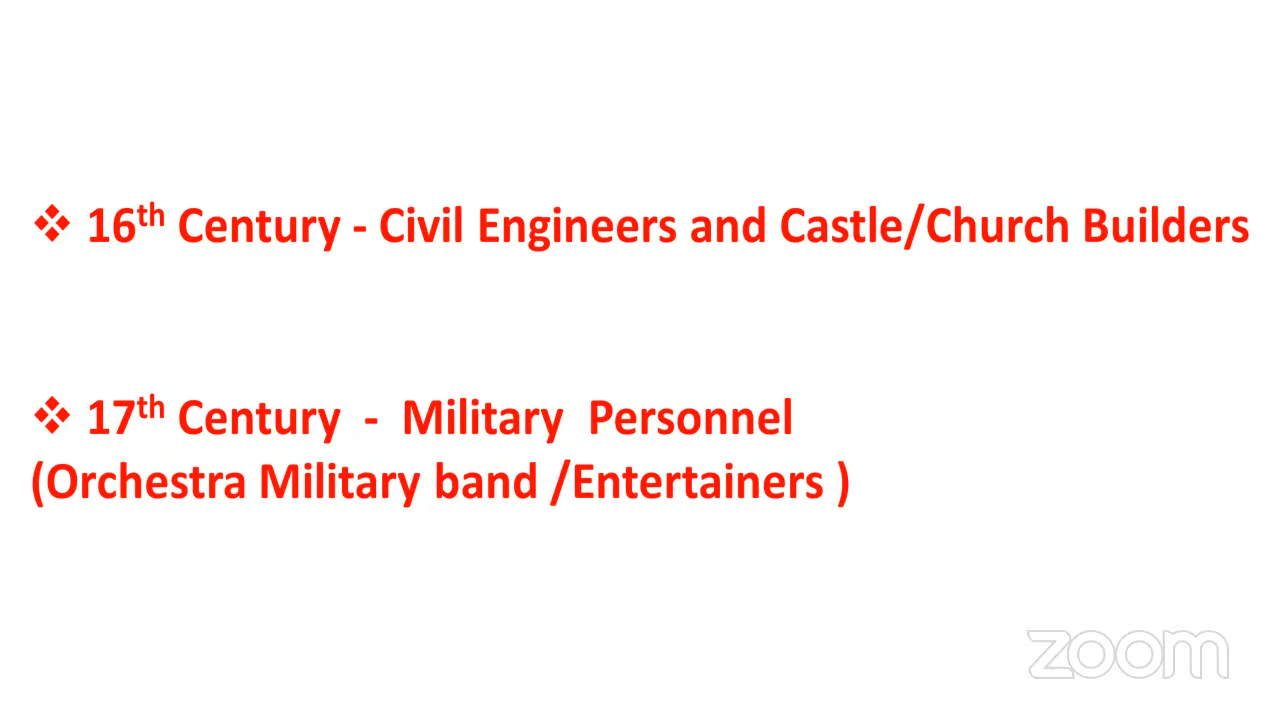 ❖ 16th Century - Civil Engineers and Castle/Church Builders
❖ 17th Century - Military Personnel
(Orchestra Military band /Entertainers )
zoom